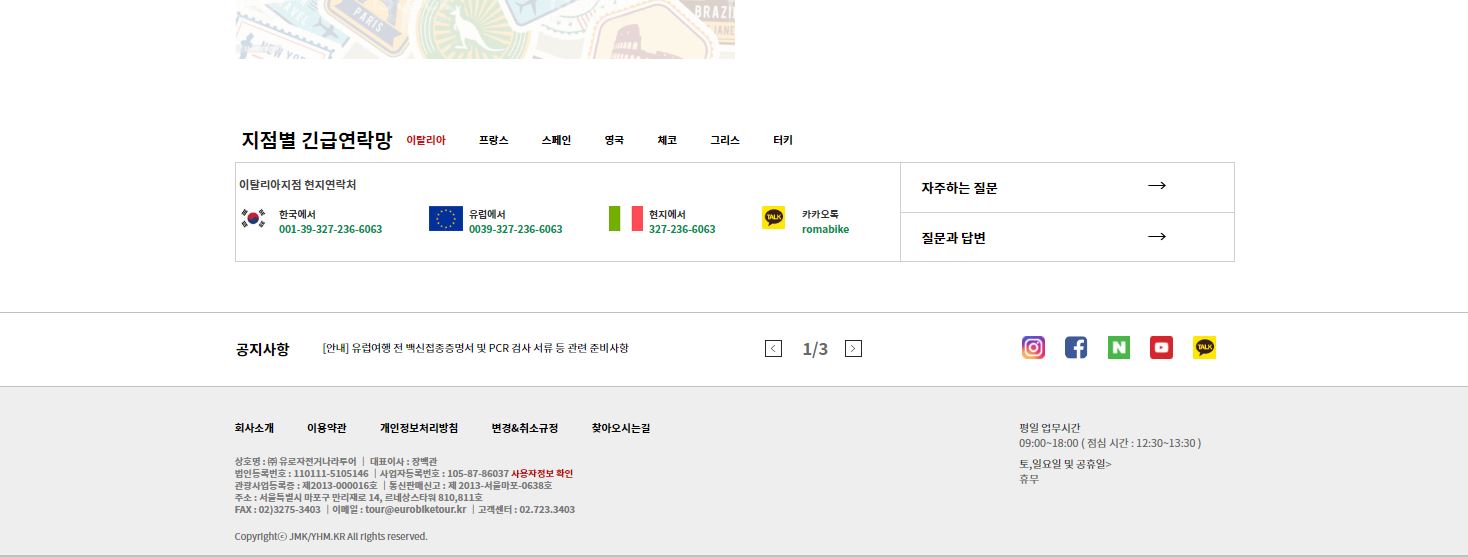 PARIS
BRAZI
NEW YORK
지점별 긴급연락망 이탈리아 프랑스 스페인 영국 체코 그리스 터키
이탈리아지점 현지연락처
한국에서
001-39-327-236-6063
유럽에서
0039-327-236-6063
현지에서
327-236-6063
TALK
카카오톡
romabike
자주하는 질문
질문과 답변
공지사항 [안내] 유럽여행 전 백신접종증명서 및 PCR 검사 서류 등 관련 준비사항 < 1/3 > N TALK
회사소개 이용약관 개인정보처리방침 변경&취소규정 찾아오시는길
상호명 : ㈜ 유로자전거나라투어 | 대표이사 : 장백관
법인등록번호 : 110111-5105146 | 사업자등록번호 : 105-87-86037 사용자정보 확인
관광사업등록증 : 제2013-000016호 | 통신판매신고 : 제 2013-서울마포-0638호
주소 : 서울특별시 마포구 만리재로 14, 르네상스타워 810,811호
FAX : 02)3275-3403 | 이메일 : tour@eurobiketour.kr | 고객센터 : 02.723.3403
Copyrightⓒ JMK/YHM.KR All rights reserved.
평일 업무시간
09:00~18:00 ( 점심 시간 : 12:30~13:30 )
토,일요일 및 공휴일>
휴무